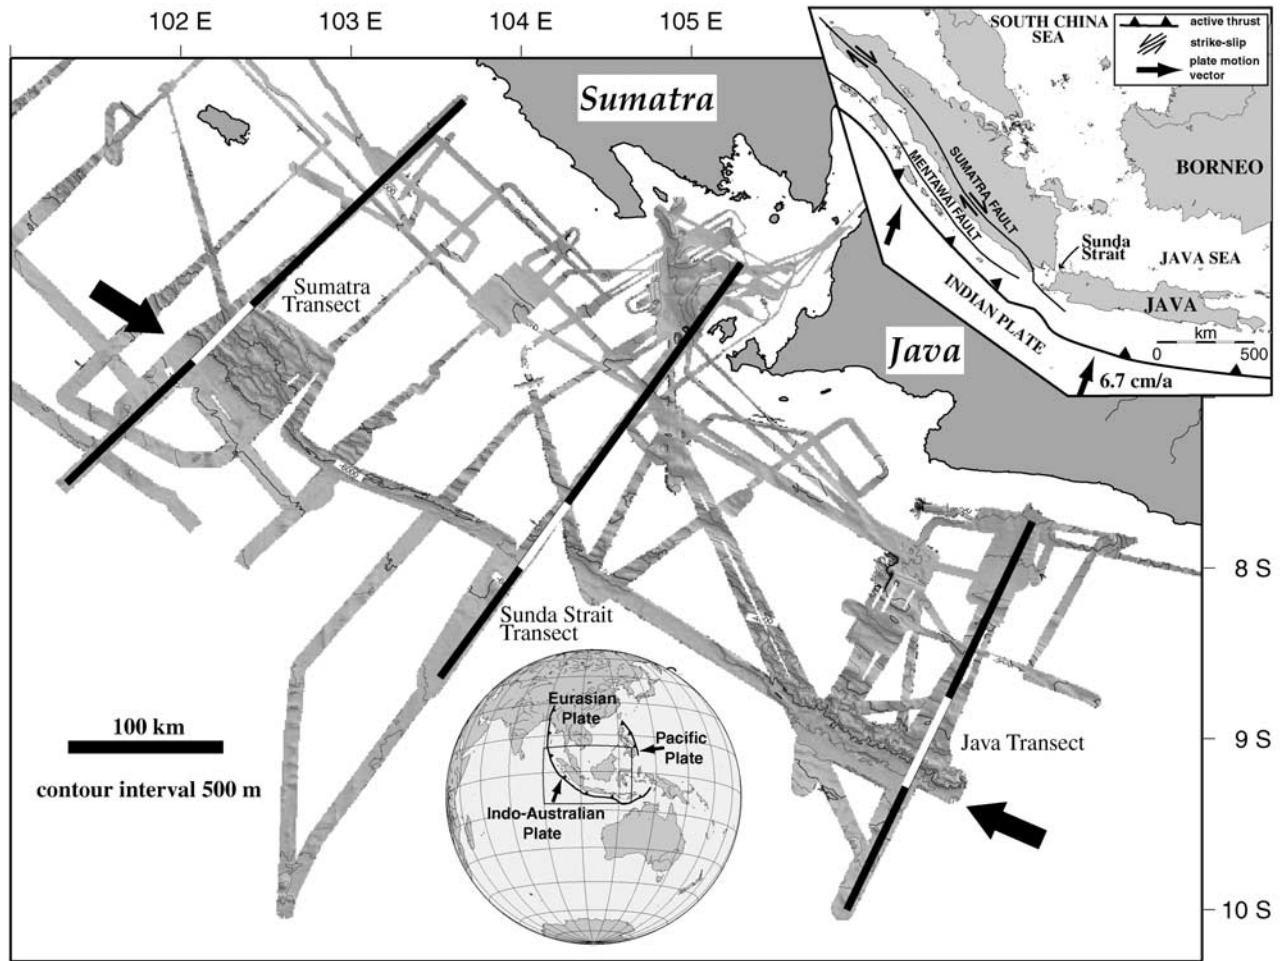 102 E
103 E
104 E
105 E
SOUTH CHINA
SEA
active thrust
strike-slip
plate motion
vector
Sumatra
BORNEO
SUMATRA FAULT
MENTAWAI FAULT
Sunda
Strait
JAVA SEA
Sumatra
Transect
INDIAN PLATE
JAVA
km
0
500
6.7 cm/a
Java
-6000
8 S
Sunda Strait
Transect
Eurasian
Plate
100 km
Pacific
Plate
Java Transect
9 S
contour interval 500 m
Indo-Australian
Plate
10 S